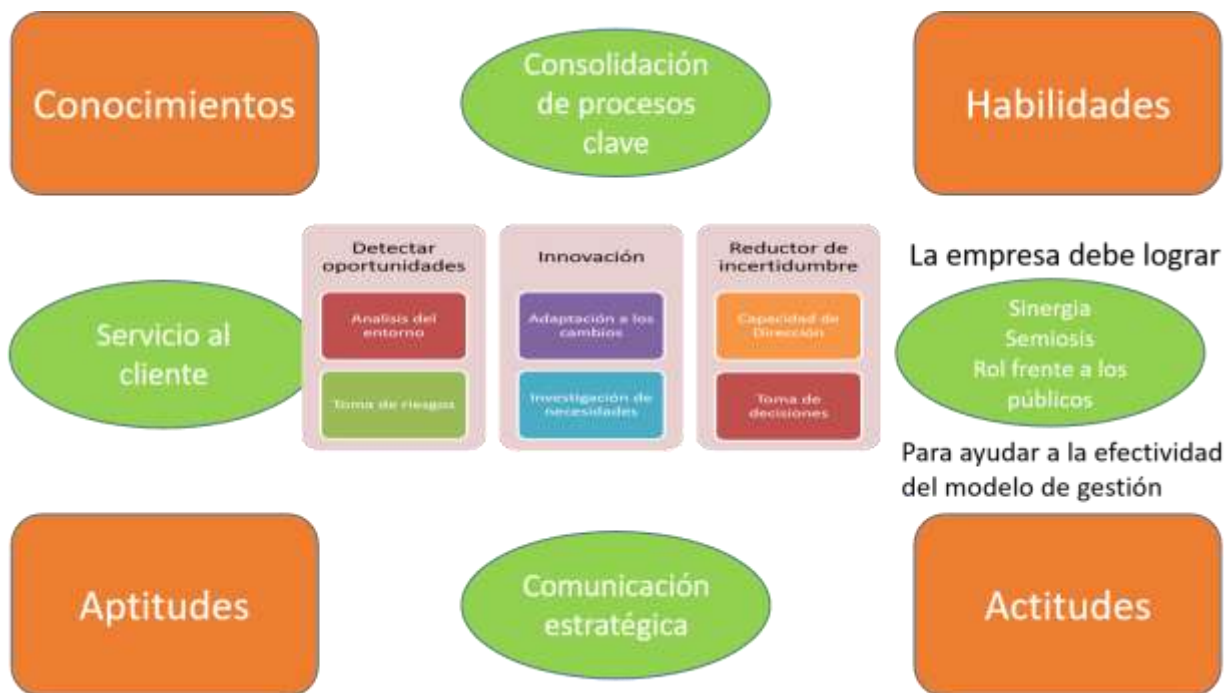 Conocimientos
Consolidación
de procesos
clave
Habilidades
Servicio al
cliente
Detectar
oportunidades
Analisis del
entorno
Toma de riesgos
Innovación
Adaptación a los
cambios
Investigación de
necesidades
Reductor de
incertidumbre
Capacidad de
Dirección
Toma de
decisiones
La empresa debe lograr
Sinergia
Semiosis
Rol frente a los
públicos
Para ayudar a la efectividad
del modelo de gestión
Aptitudes
Comunicación
estratégica
Actitudes